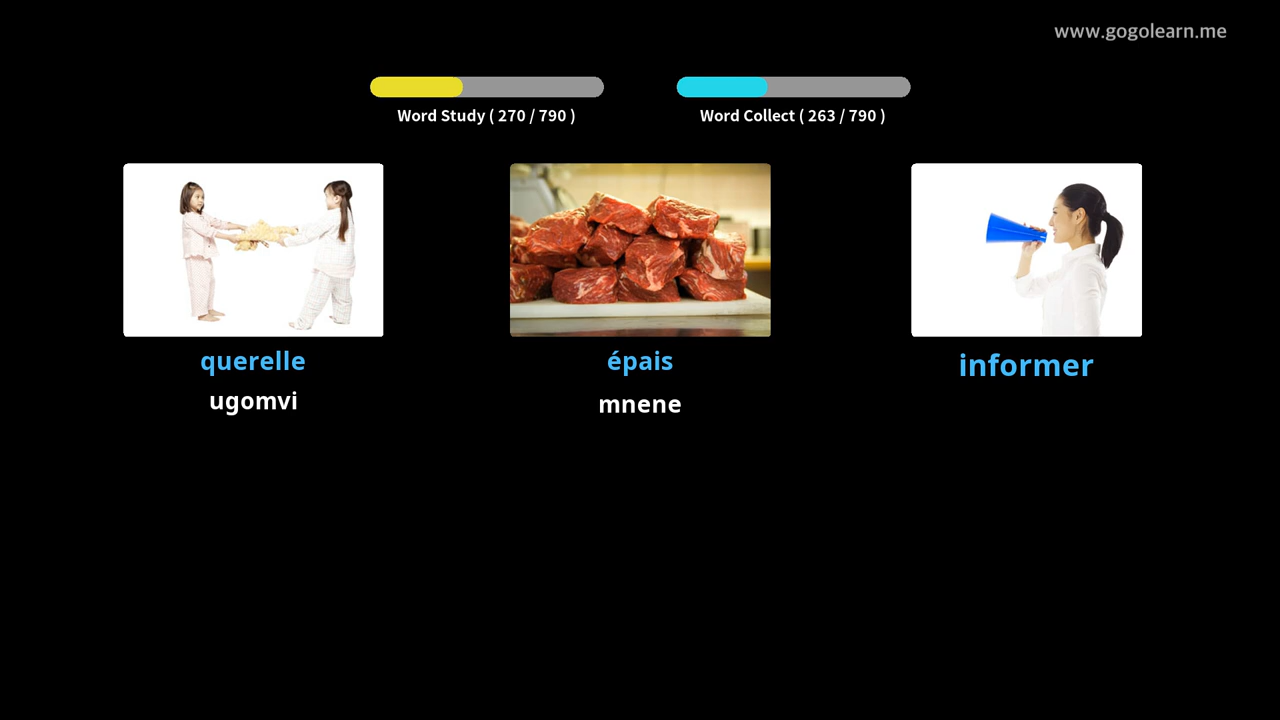 www.gogolearn.me
Word Study ( 270 / 790 )
Word Collect ( 263 / 790 )
querelle
ugomvi
épais
mnene
informer